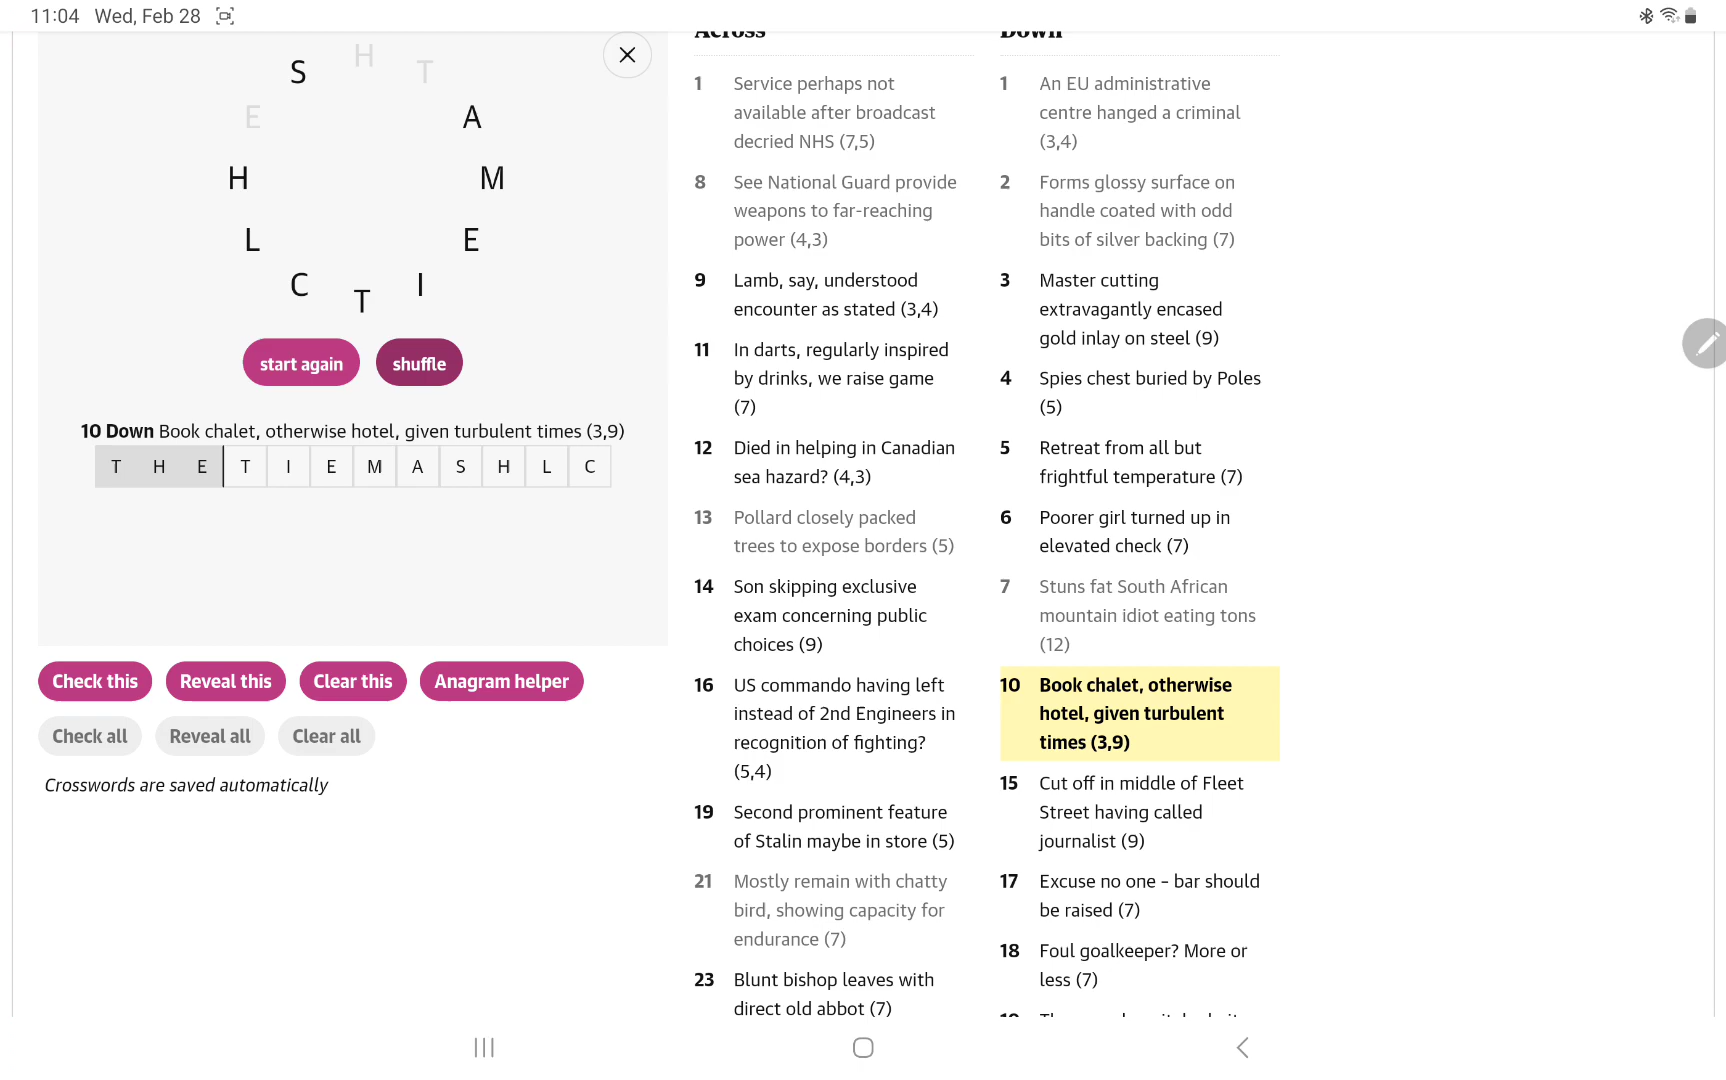 11:04 Wed, Feb 28
H
S
T
E
A
H
M
L
E
C
I
T
start again
shuffle
10 Down Book chalet, otherwise hotel, given turbulent times (3,9)
T H E T I E M A S H L C
Check this
Reveal this
Clear this
Anagram helper
Check all
Reveal all
Clear all
Crosswords are saved automatically
Across
1 Service perhaps not
available after broadcast
decried NHS (7,5)
8 See National Guard provide
weapons to far-reaching
power (4,3)
9 Lamb, say, understood
encounter as stated (3,4)
11 In darts, regularly inspired
by drinks, we raise game
(7)
12 Died in helping in Canadian
sea hazard? (4,3)
13 Pollard closely packed
trees to expose borders (5)
14 Son skipping exclusive
exam concerning public
choices (9)
16 US commando having left
instead of 2nd Engineers in
recognition of fighting?
(5,4)
19 Second prominent feature
of Stalin maybe in store (5)
21 Mostly remain with chatty
bird, showing capacity for
endurance (7)
23 Blunt bishop leaves with
direct old abbot (7)
Down
1 An EU administrative
centre hanged a criminal
(3,4)
2 Forms glossy surface on
handle coated with odd
bits of silver backing (7)
3 Master cutting
extravagantly encased
gold inlay on steel (9)
4 Spies chest buried by Poles
(5)
5 Retreat from all but
frightful temperature (7)
6 Poorer girl turned up in
elevated check (7)
7 Stuns fat South African
mountain idiot eating tons
(12)
10 Book chalet, otherwise
hotel, given turbulent
times (3,9)
15 Cut off in middle of Fleet
Street having called
journalist (9)
17 Excuse no one – bar should
be raised (7)
18 Foul goalkeeper? More or
less (7)